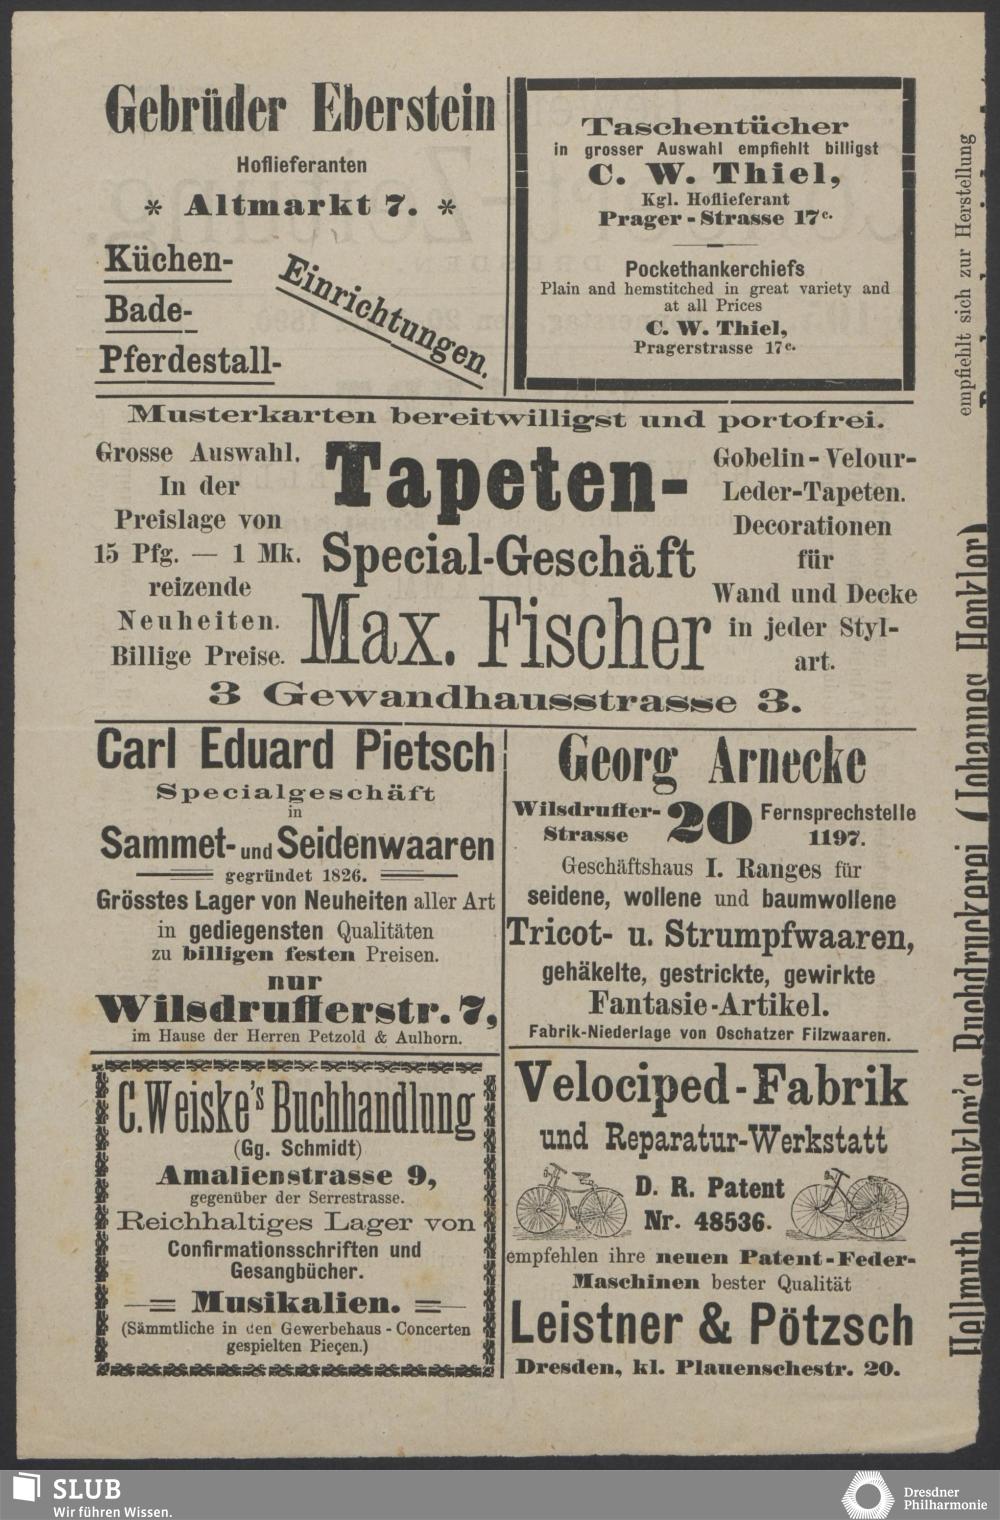 Gebrüder Eberstein
Hoflieferanten
* Altmarkt 7. *
Küchen-
Bade-
Pferdestall-
Einrichtungen.
Taschentücher
in grosser Auswahl empfiehlt billigst
C. W. Thiel,
Kgl. Hoflieferant
Prager-Strasse 17c.
Pockethankerchiefs
Plain and hemstitched in great variety and
at all Prices
C. W. Thiel,
Pragerstrasse 17c.
Musterkarten bereitwilligst und portofrei.
Grosse Auswahl.
In der
Preislage von
15 Pfg. — 1 Mk.
reizende
Neuheiten.
Billige Preise.
Tapeten-
Special-Geschäft
Max. Fischer
Gobelin-Velour-
Leder-Tapeten.
Decorationen
für
Wand und Decke
in jeder Styl-
art.
3 Gewandhausstrasse 3.
Carl Eduard Pietsch
Specialgeschäft
in
Sammet- und Seidenwaaren
gegründet 1826.
Grösstes Lager von Neuheiten aller Art
in gediegensten Qualitäten
zu billigen festen Preisen.
nur
Wilsdrufferstr. 7,
im Hause der Herren Petzold & Aulhorn.
Georg Arnecke
Wilsdruffer-Strasse 20 Fernsprechstelle 1197.
Geschäftshaus I. Ranges für
seidene, wollene und baumwollene
Tricot- u. Strumpfwaaren,
gehäkelte, gestrickte, gewirkte
Fantasie-Artikel.
Fabrik-Niederlage von Oschatzer Filzwaaren.
C. Weiske's Buchhandlung
(Gg. Schmidt)
Amalienstrasse 9,
gegenüber der Serrestrasse.
Reichhaltiges Lager von
Confirmationsschriften und
Gesangbücher.
Musikalien.
(Sämmtliche in den Gewerbehaus-Concerten
gespielten Pieçen.)
Velociped-Fabrik
und Reparatur-Werkstatt
D. R. Patent
Nr. 48536.
empfehlen ihre neuen Patent-Feder-
Maschinen bester Qualität
Leistner & Pötzsch
Dresden, kl. Plauenschestr. 20.
Hellmuth Henkler's Buchdruckerei (Johannes Henkler)
empfiehlt sich zur Herstellung
SLUB
Wir führen Wissen.
Dresdner
Philharmonie